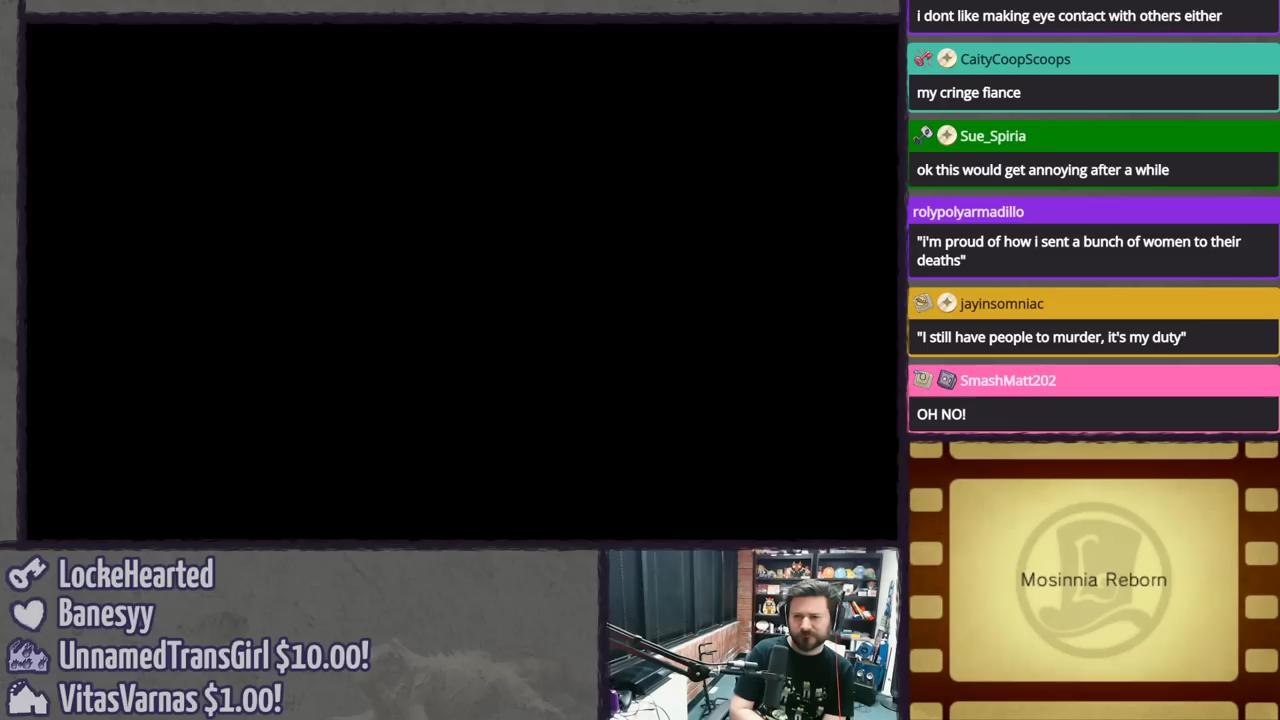 i dont like making eye contact with others either
CaityCoopScoops
my cringe fiance
Sue_Spiria
ok this would get annoying after a while
rolypolyarmadillo
"i'm proud of how i sent a bunch of women to their
deaths"
jayinsomniac
"I still have people to murder, it's my duty"
SmashMatt202
OH NO!
Mosinnia Reborn
LockeHearted
Banesyy
UnnamedTransGirl $10.00!
VitasVarnas $1.00!